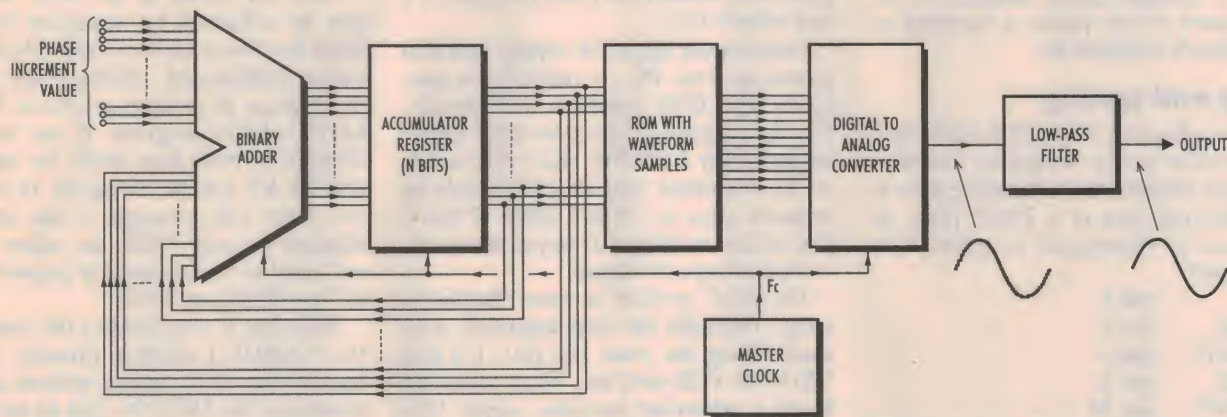 PHASE
INCREMENT
VALUE
BINARY
ADDER
ACCUMULATOR
REGISTER
(N BITS)
ROM WITH
WAVEFORM
SAMPLES
DIGITAL TO
ANALOG
CONVERTER
LOW-PASS
FILTER
OUTPUT
Fc
MASTER
CLOCK